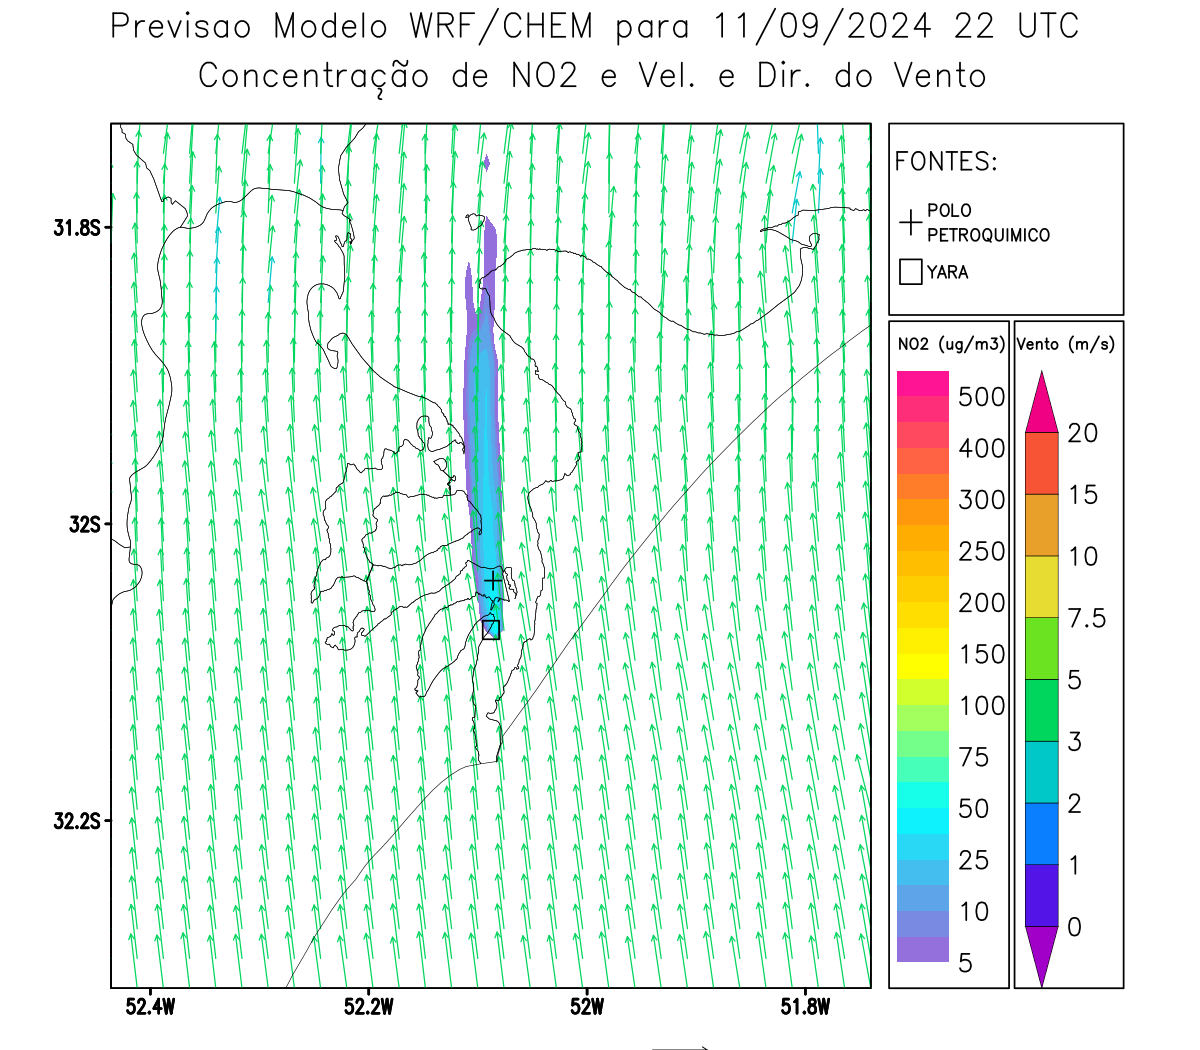 Previsao Modelo WRF/CHEM para 11/09/2024 22 UTC
Concentração de NO2 e Vel. e Dir. do Vento
FONTES:
POLO
PETROQUIMICO
YARA
NO2 (ug/m3)
500
400
300
250
200
150
100
75
50
25
10
5
Vento (m/s)
20
15
10
7.5
5
3
2
1
0
31.8S
32S
32.2S
52.4W
52.2W
52W
51.8W